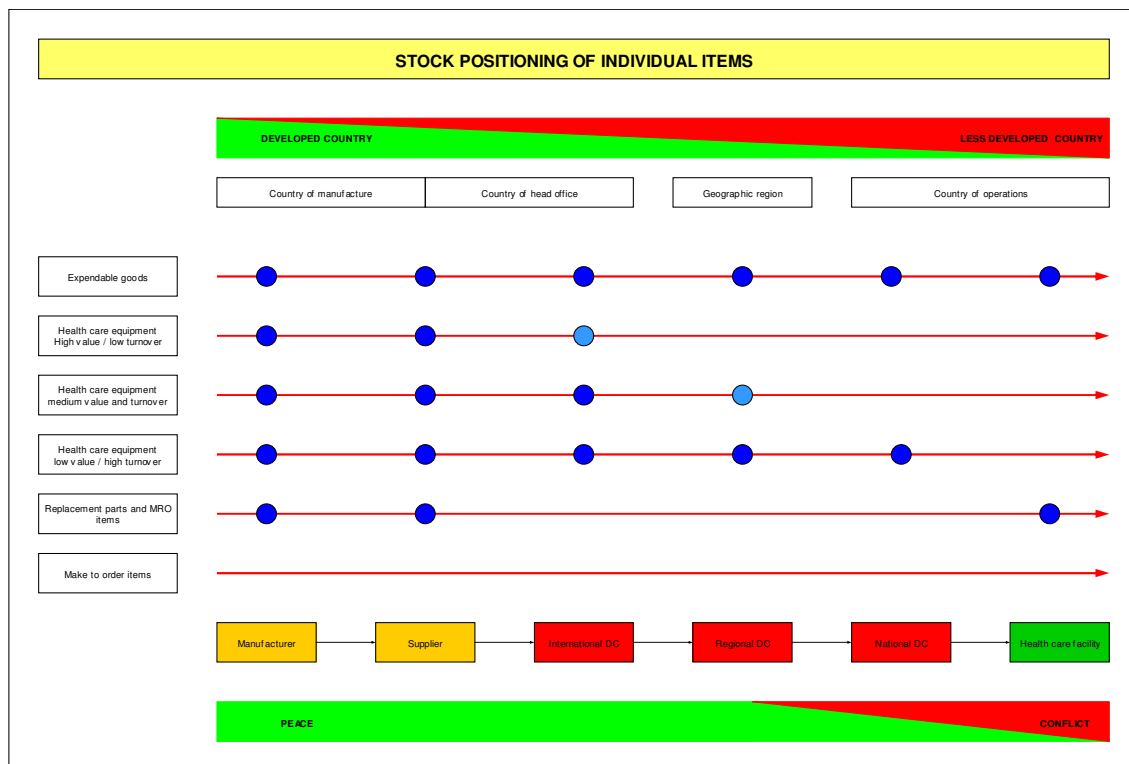 STOCK POSITIONING OF INDIVIDUAL ITEMS
DEVELOPED COUNTRY
LESS DEVELOPED COUNTRY
Country of manufacture
Country of head office
Geographic region
Country of operations
Expendable goods
Health care equipment
High value / low turnover
Health care equipment
medium value and turnover
Health care equipment
low value / high turnover
Replacement parts and MRO
items
Make to order items
Manufacturer
Supplier
International DC
Regional DC
National DC
Health care facility
PEACE
CONFLICT